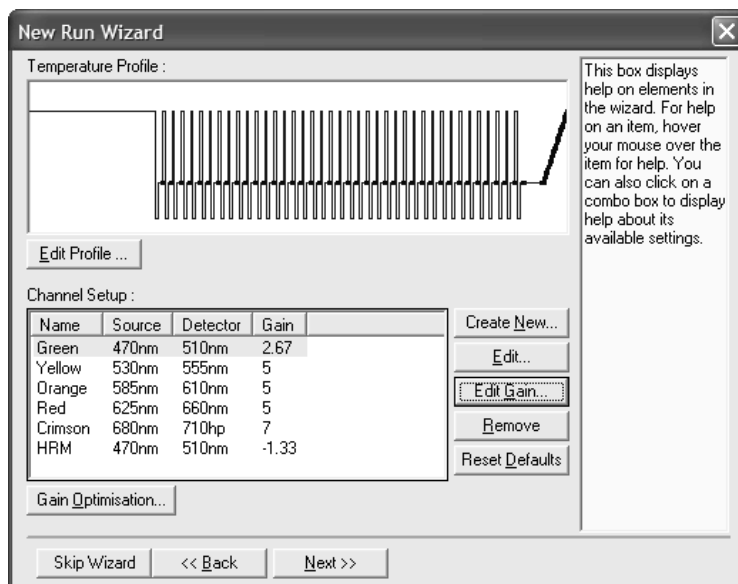 New Run Wizard
Temperature Profile :
Edit Profile ...
Channel Setup :
Name Source Detector Gain
Green 470nm 510nm 2.67
Yellow 530nm 555nm 5
Orange 585nm 610nm 5
Red 625nm 660nm 5
Crimson 680nm 710hp 7
HRM 470nm 510nm -1.33
Create New...
Edit...
Edit Gain...
Remove
Reset Defaults
Gain Optimisation...
Skip Wizard << Back Next >>
This box displays
help on elements in
the wizard. For help
on an item, hover
your mouse over the
item for help. You
can also click on a
combo box to display
help about its
available settings.